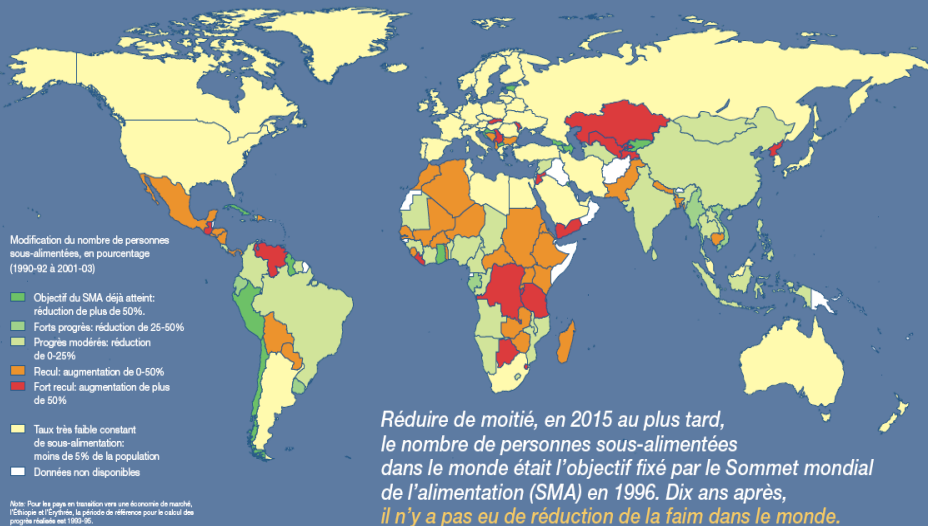 Modification du nombre de personnes
sous-alimentées, en pourcentage
(1990-92 à 2001-03)
Objectif du SMA déjà atteint:
réduction de plus de 50%.
Forts progrès: réduction de 25-50%
Progrès modérés: réduction
de 0-25%
Recul: augmentation de 0-50%
Fort recul: augmentation de plus
de 50%
Taux très faible constant
de sous-alimentation:
moins de 5% de la population
Données non disponibles
Note: Pour les pays en transition vers une économie de marché,
l'Éthiopie et l'Érythrée, la période de référence pour le calcul des
progrès réalisés est 1993-95.
Réduire de moitié, en 2015 au plus tard,
le nombre de personnes sous-alimentées
dans le monde était l'objectif fixé par le Sommet mondial
de l'alimentation (SMA) en 1996. Dix ans après,
il n'y a pas eu de réduction de la faim dans le monde.